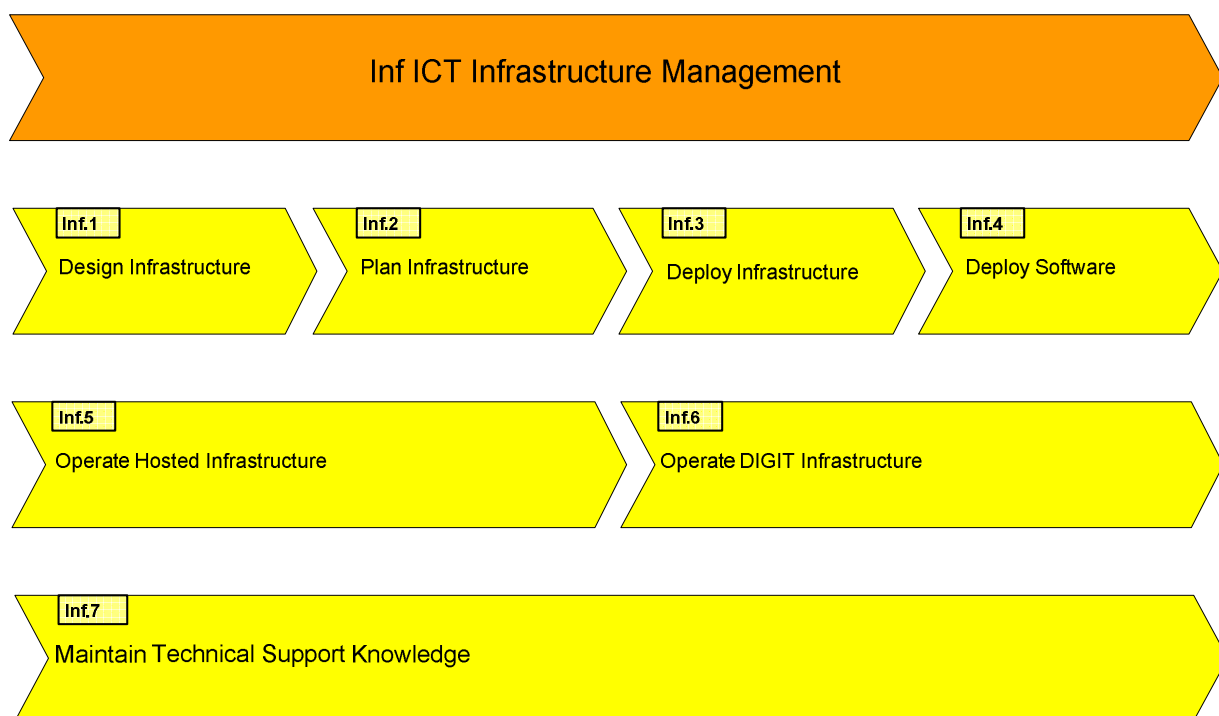 Inf ICT Infrastructure Management
Inf.1
Design Infrastructure
Inf.2
Plan Infrastructure
Inf.3
Deploy Infrastructure
Inf.4
Deploy Software
Inf.5
Operate Hosted Infrastructure
Inf.6
Operate DIGIT Infrastructure
Inf.7
Maintain Technical Support Knowledge